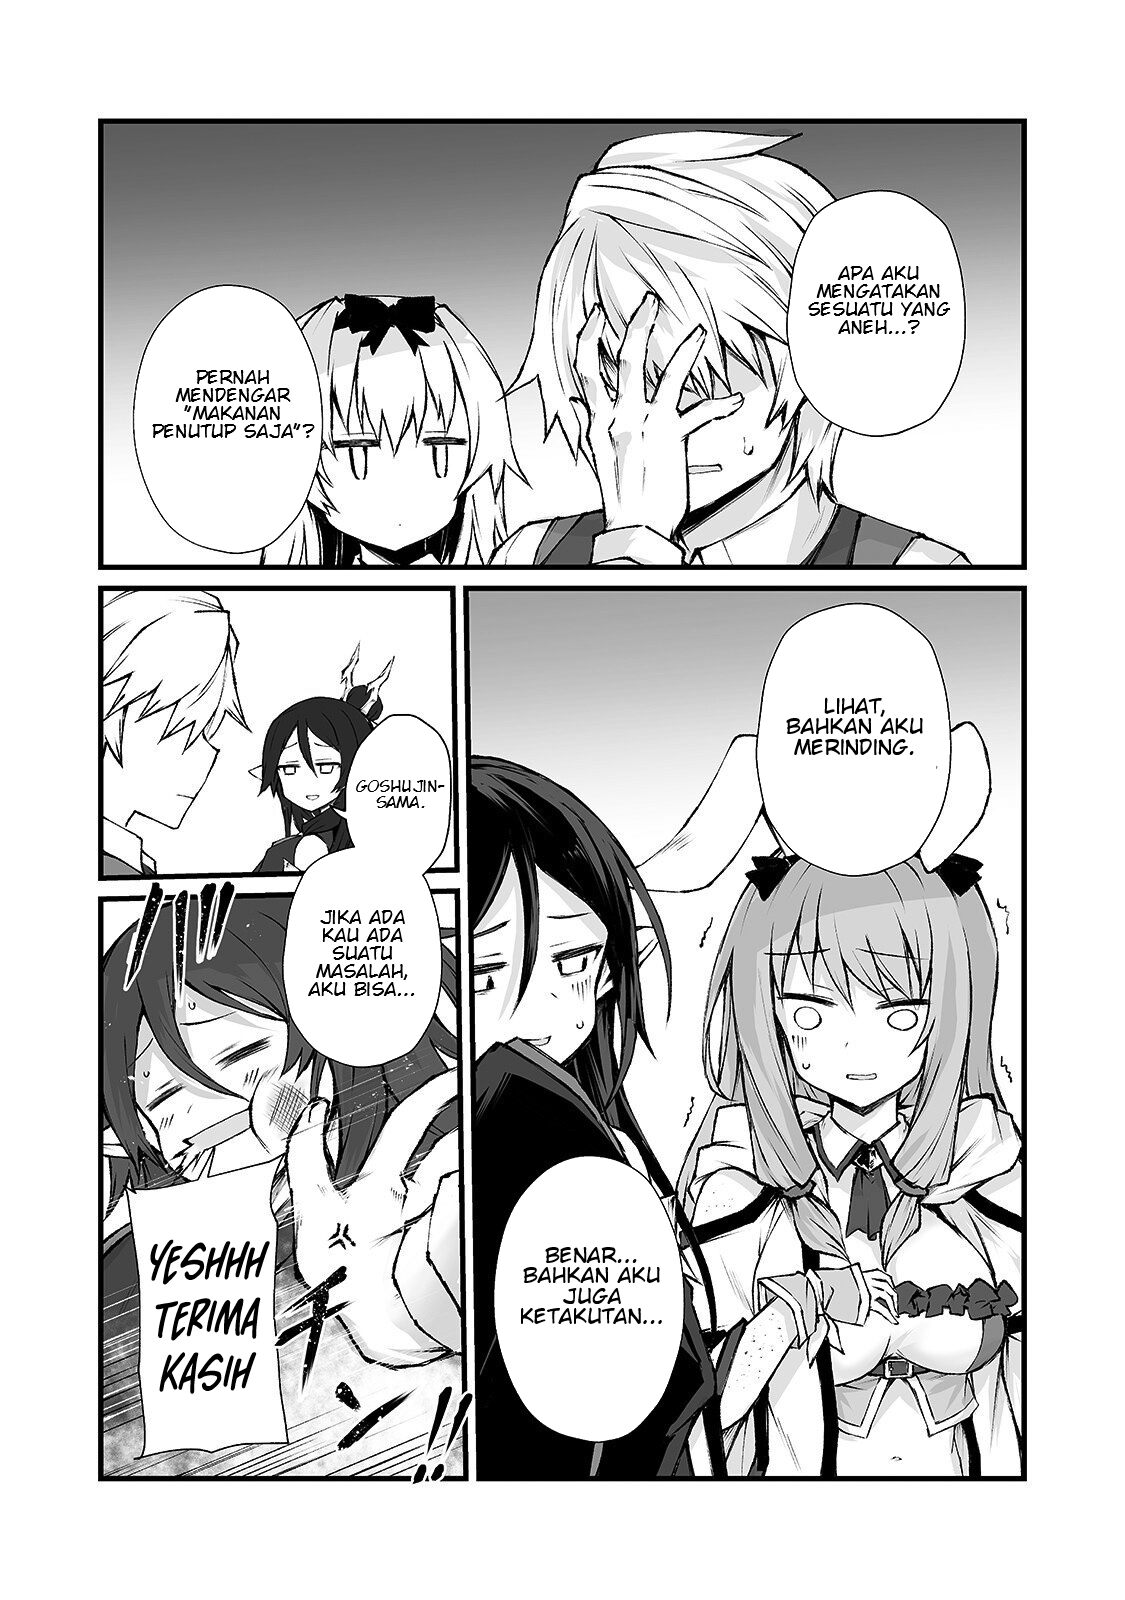 APA AKU
MENGATAKAN
SESUATU YANG
ANEH...?
PERNAH
MENDENGAR
"MAKANAN
PENUTUP SAJA"?
LIHAT,
BAHKAN AKU
MERINDING.
BENAR...
BAHKAN AKU
JUGA
KETAKUTAN...
GOSHUJIN-
SAMA.
JIKA ADA
KAU ADA
SUATU
MASALAH,
AKU BISA...
YESHHH
TERIMA
KASIH